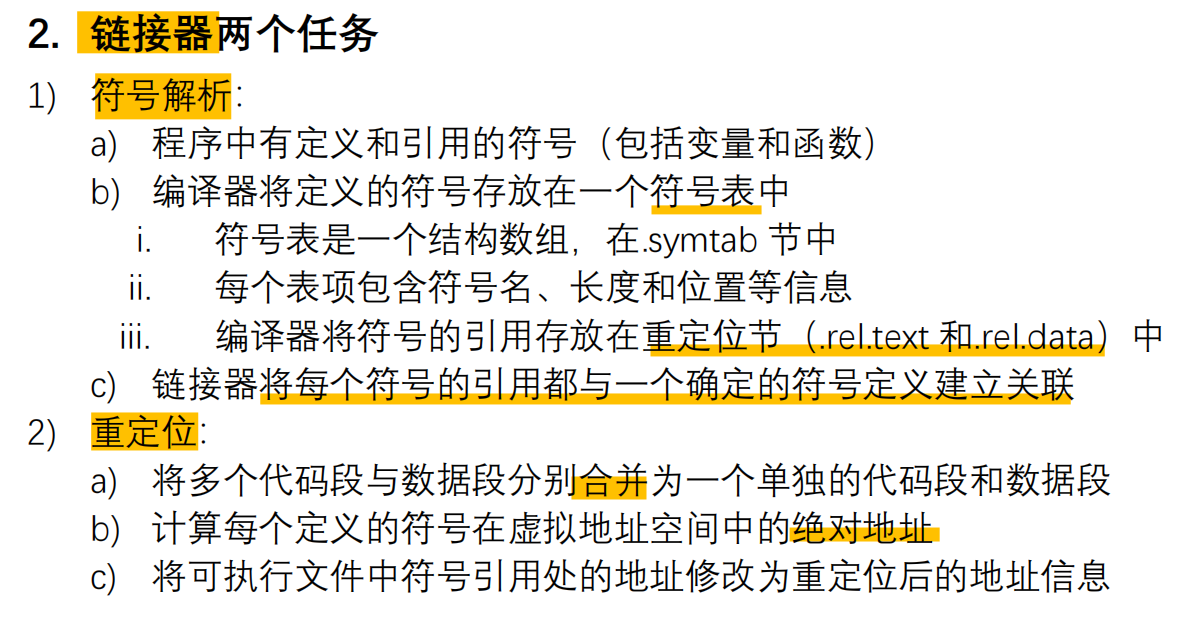 2. 链接器两个任务
1) 符号解析:
a) 程序中有定义和引用的符号（包括变量和函数）
b) 编译器将定义的符号存放在一个符号表中
i. 符号表是一个结构数组，在.symtab 节中
ii. 每个表项包含符号名、长度和位置等信息
iii. 编译器将符号的引用存放在重定位节（.rel.text 和.rel.data）中
c) 链接器将每个符号的引用都与一个确定的符号定义建立关联
2) 重定位:
a) 将多个代码段与数据段分别合并为一个单独的代码段和数据段
b) 计算每个定义的符号在虚拟地址空间中的绝对地址
c) 将可执行文件中符号引用处的地址修改为重定位后的地址信息